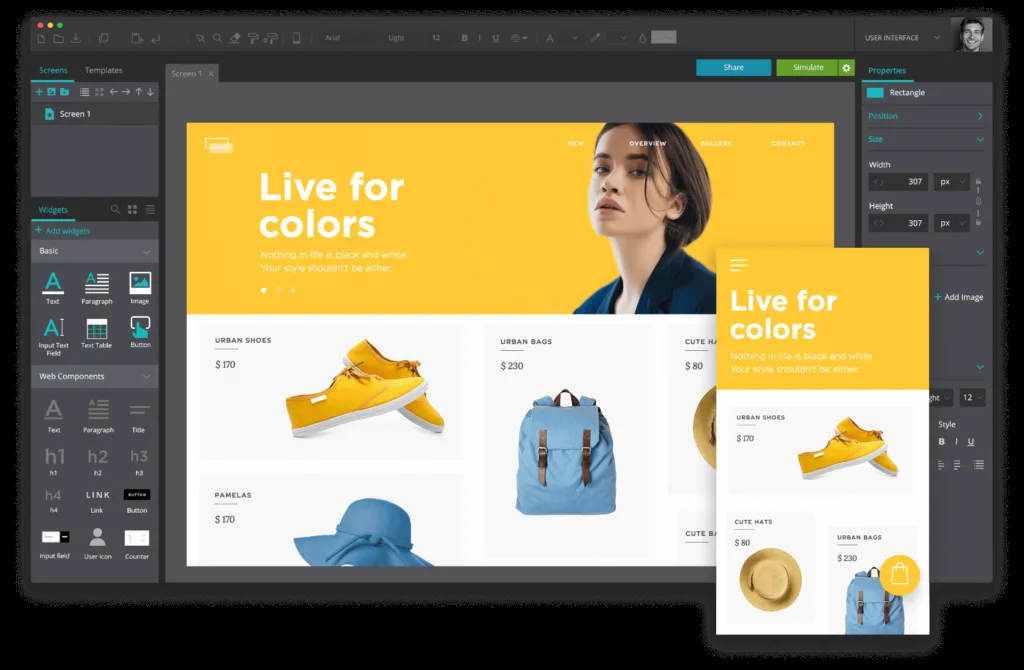 Arial Light 12 B I U A
USER INTERFACE
Screens Templates
Screen 1
Screen 1
Share
Simulate
Widgets
Add widgets
Basic
Text Paragraph Image
Input Text Field Text Table Button
Web Components
Text Paragraph Title
h1 h2 h3
h1 h2 h3
h4 LINK BUTTON
h4 Link Button
Input field User icon Counter
NEW OVERVIEW GALLERY CONTACT
Live for
colors
Nothing in life is black and white.
Your style shouldn't be either.
URBAN SHOES
$ 170
URBAN BAGS
$ 230
CUTE HA
$ 80
PAMELAS
$ 170
CUTE BA
Live for
colors
Nothing in life is black and white.
Your style shouldn't be either.
URBAN SHOES
$ 170
CUTE HATS
$ 80
URBAN BAGS
$ 230
Properties
Rectangle
Position
Size
Width
307 px
Height
307 px
Add Image
ght 12
Style
B I U